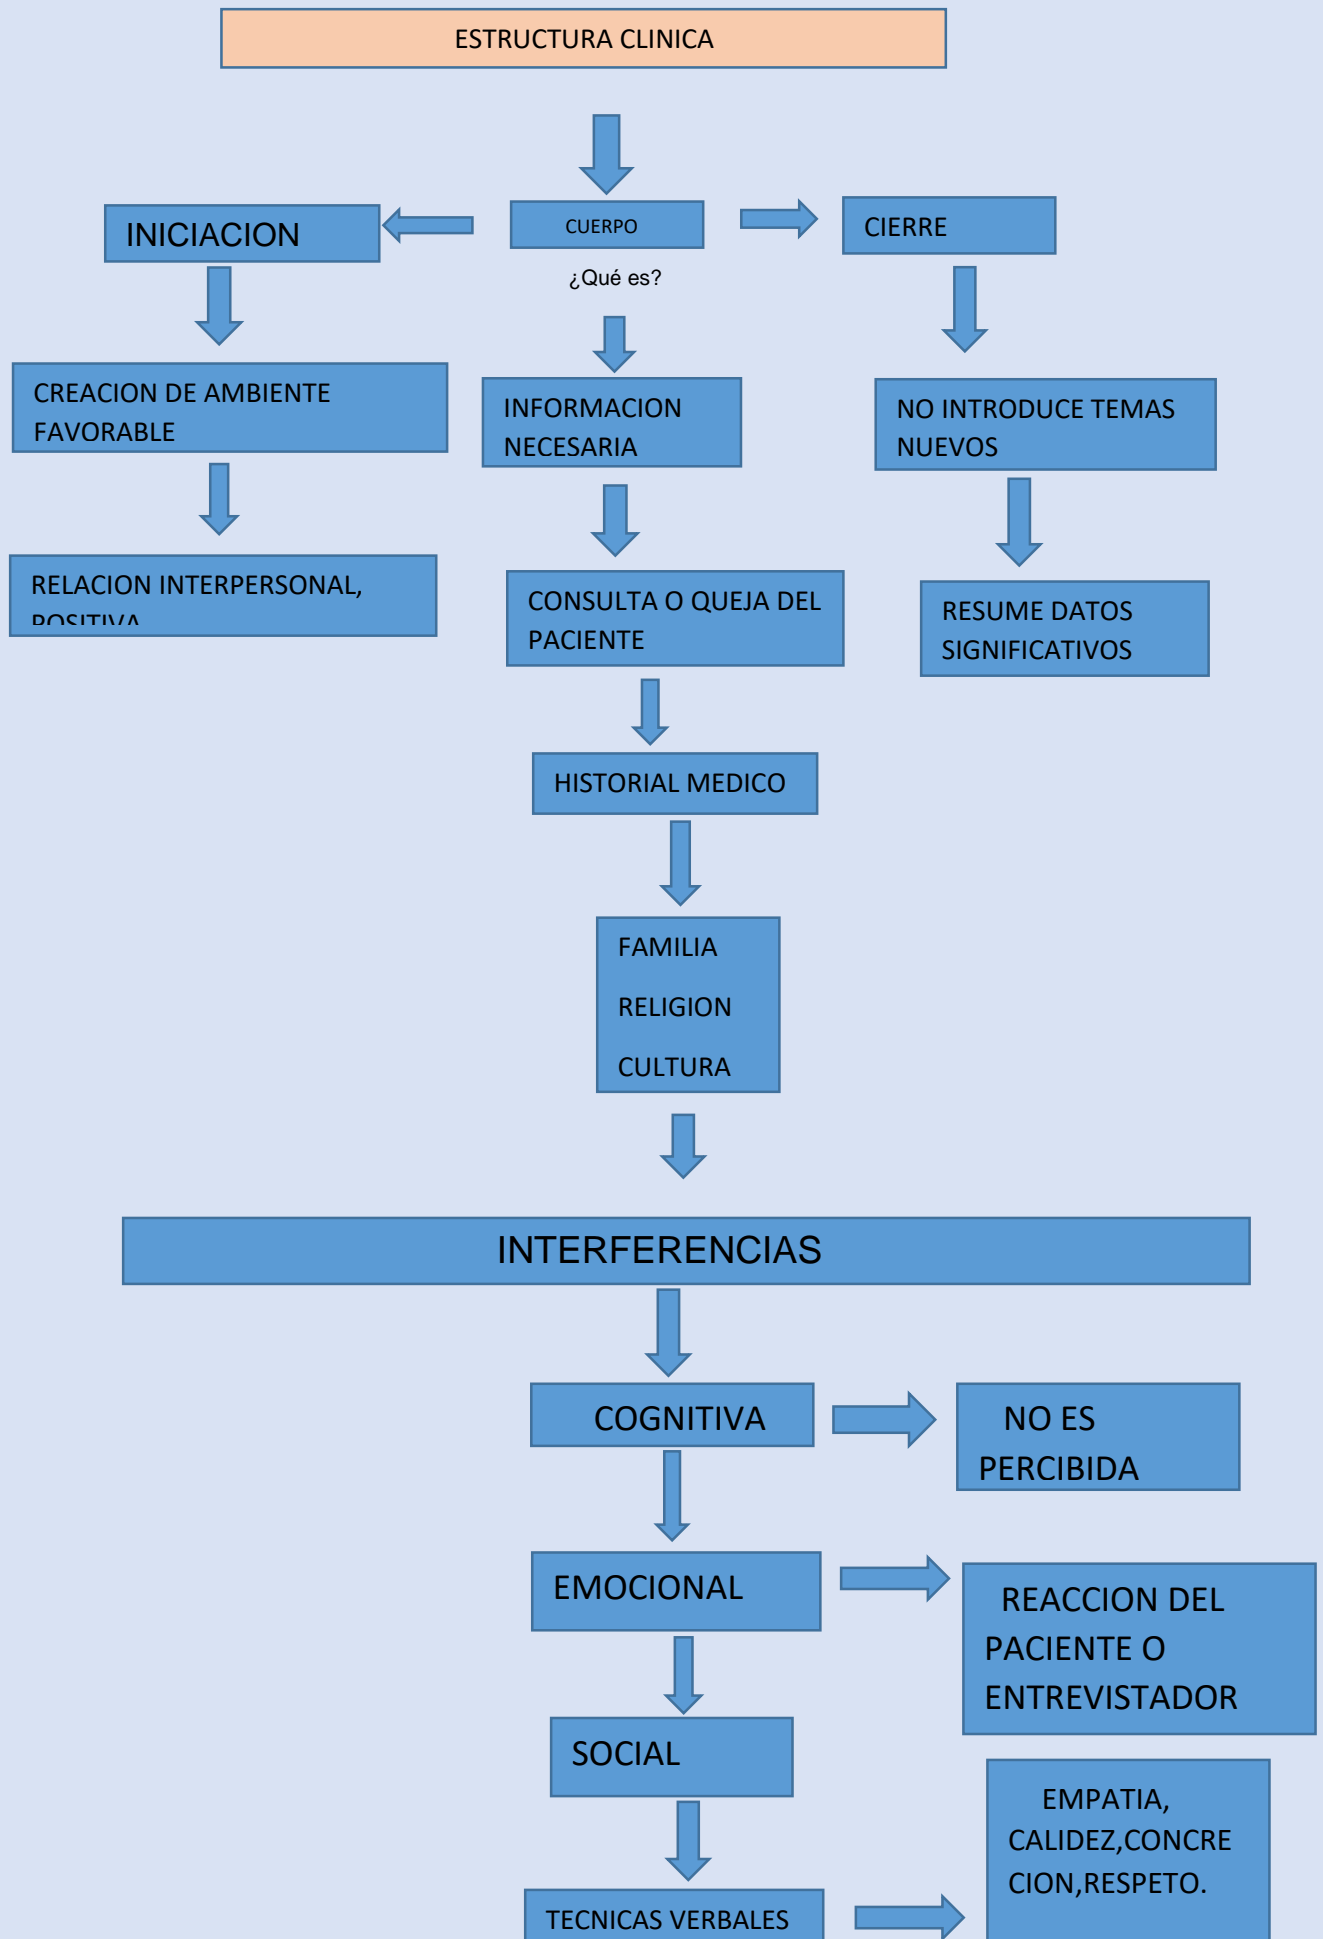 ESTRUCTURA CLINICA
INICIACION
CUERPO
CIERRE
¿Qué es?
CREACION DE AMBIENTE
FAVORABLE
INFORMACION
NECESARIA
NO INTRODUCE TEMAS
NUEVOS
RELACION INTERPERSONAL,
POSITIVA
CONSULTA O QUEJA DEL
PACIENTE
RESUME DATOS
SIGNIFICATIVOS
HISTORIAL MEDICO
FAMILIA
RELIGION
CULTURA
INTERFERENCIAS
COGNITIVA
NO ES
PERCIBIDA
EMOCIONAL
REACCION DEL
PACIENTE O
ENTREVISTADOR
SOCIAL
EMPATIA,
CALIDEZ,CONCRE
CION,RESPETO.
TECNICAS VERBALES